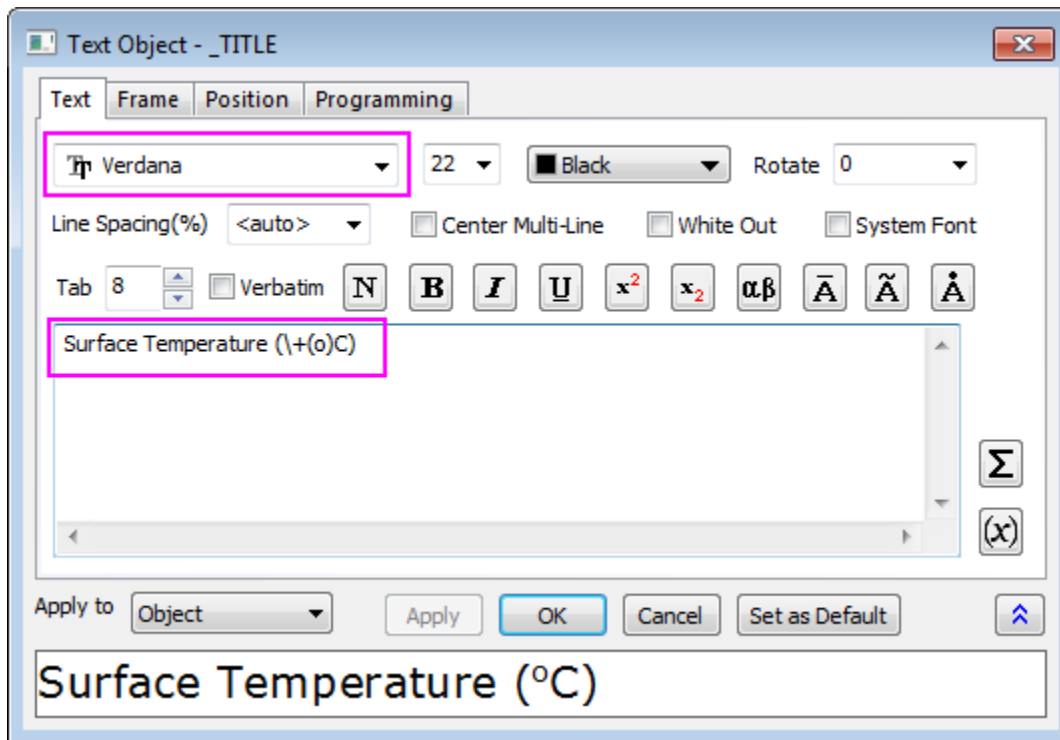 Text Object - _TITLE
Text Frame Position Programming
Verdana 22 Black Rotate 0
Line Spacing(%) <auto> Center Multi-Line White Out System Font
Tab 8 Verbatim N B I U x² x₂ αβ Ā Ã Å
Surface Temperature (\+(o)C)
Σ
(x)
Apply to Object Apply OK Cancel Set as Default
Surface Temperature (ºC)